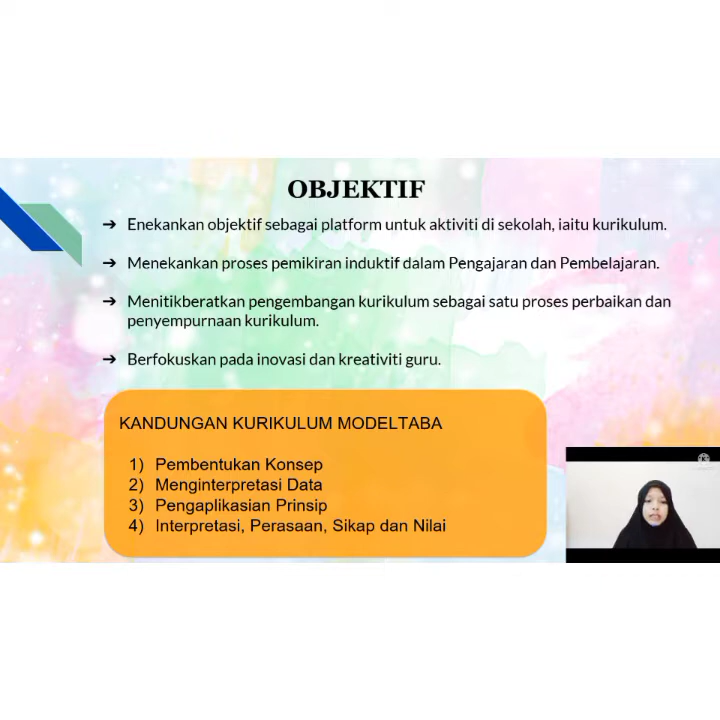 OBJEKTIF
➔ Enekankan objektif sebagai platform untuk aktiviti di sekolah, iaitu kurikulum.
➔ Menekankan proses pemikiran induktif dalam Pengajaran dan Pembelajaran.
➔ Menitikberatkan pengembangan kurikulum sebagai satu proses perbaikan dan
penyempurnaan kurikulum.
➔ Berfokuskan pada inovasi dan kreativiti guru.
KANDUNGAN KURIKULUM MODELTABA
1) Pembentukan Konsep
2) Menginterpretasi Data
3) Pengaplikasian Prinsip
4) Interpretasi, Perasaan, Sikap dan Nilai